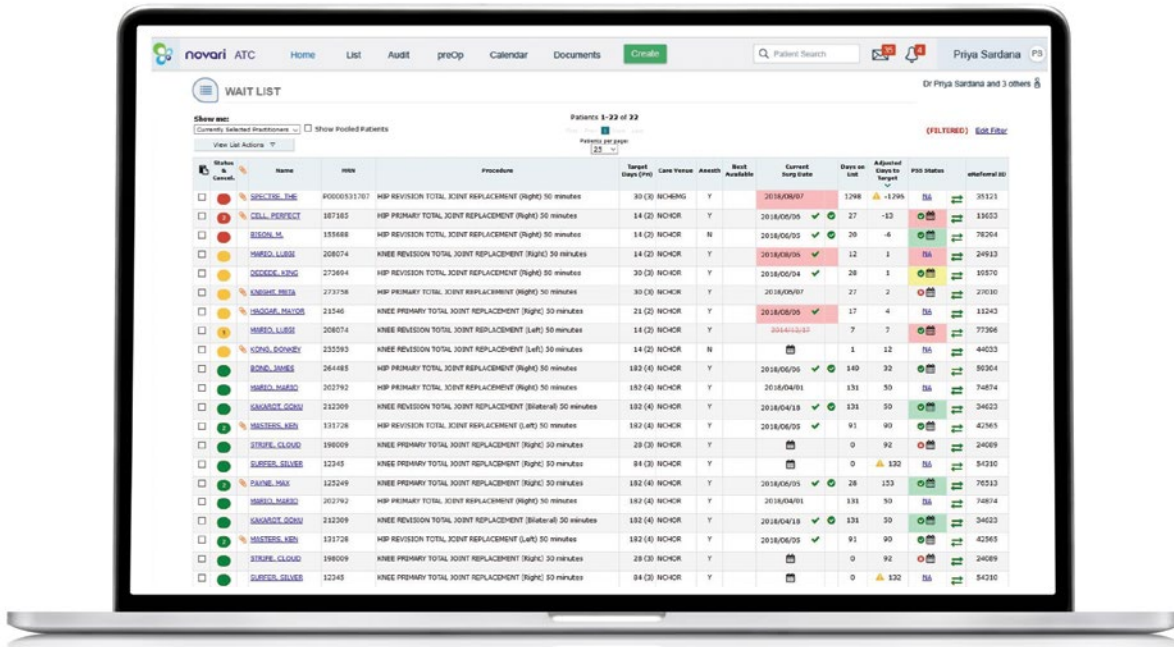 novari ATC Home List Audit preOp Calendar Documents Create Patient Search 35 4 Priya Sardana PS
WAIT LIST Dr Priya Sardana and 3 others
Show me: Patients 1-22 of 22
Currently Selected Practitioners Show Pooled Patients 1 (FILTERED) Edit Filter
View List Actions Patients per page:
25
Status & Cancel. Name MRN Procedure Target Days (Pri) Care Venue Anesth Next Available Current Surg Date Days on List Adjusted Days to Target PSS Status eReferral ID
SPECTRE, THE P0000531707 HIP REVISION TOTAL JOINT REPLACEMENT (Right) 50 minutes 30 (3) NCHEMG Y 2018/08/07 1298 -1296 NA 35121
CELL, PERFECT 187165 HIP PRIMARY TOTAL JOINT REPLACEMENT (Right) 50 minutes 14 (2) NCHOR Y 2018/06/06 27 -13 11653
BISON, M. 155688 HIP REVISION TOTAL JOINT REPLACEMENT (Right) 50 minutes 14 (2) NCHOR N 2018/06/05 20 -6 78294
MARIO, LUIGI 208074 KNEE REVISION TOTAL JOINT REPLACEMENT (Right) 50 minutes 14 (2) NCHOR Y 2018/08/06 12 1 NA 24913
DEDEDE, KING 273694 HIP REVISION TOTAL JOINT REPLACEMENT (Right) 50 minutes 30 (3) NCHOR Y 2018/06/04 28 1 19570
KNIGHT, META 273758 HIP PRIMARY TOTAL JOINT REPLACEMENT (Right) 50 minutes 30 (3) NCHOR Y 2018/06/07 27 2 27010
HAGGAR, MAYOR 21546 KNEE PRIMARY TOTAL JOINT REPLACEMENT (Right) 50 minutes 21 (2) NCHOR Y 2018/08/06 17 4 NA 11243
MARIO, LUIGI 208074 KNEE REVISION TOTAL JOINT REPLACEMENT (Left) 50 minutes 14 (2) NCHOR Y 7 7 77396
KONG, DONKEY 235593 KNEE REVISION TOTAL JOINT REPLACEMENT (Left) 50 minutes 14 (2) NCHOR N 1 12 NA 44033
BOND, JAMES 264485 HIP PRIMARY TOTAL JOINT REPLACEMENT (Right) 50 minutes 182 (4) NCHOR Y 2018/06/06 149 32 50304
MARIO, MARIO 202792 HIP PRIMARY TOTAL JOINT REPLACEMENT (Right) 50 minutes 182 (4) NCHOR Y 2018/04/01 131 50 NA 74874
KAKAROT, GOKU 212309 KNEE REVISION TOTAL JOINT REPLACEMENT (Bilateral) 50 minutes 182 (4) NCHOR Y 2018/04/18 131 50 34623
2 MASTERS, KEN 131728 HIP REVISION TOTAL JOINT REPLACEMENT (Left) 50 minutes 182 (4) NCHOR Y 2018/06/05 91 90 42565
STRIFE, CLOUD 198009 KNEE PRIMARY TOTAL JOINT REPLACEMENT (Right) 50 minutes 28 (3) NCHOR Y 0 92 24089
SURFER, SILVER 12345 KNEE PRIMARY TOTAL JOINT REPLACEMENT (Right) 50 minutes 84 (3) NCHOR Y 0 132 NA 54310
2 PAYNE, MAX 125249 KNEE PRIMARY TOTAL JOINT REPLACEMENT (Right) 50 minutes 182 (4) NCHOR Y 2018/06/05 28 153 76513
MARIO, MARIO 202792 HIP PRIMARY TOTAL JOINT REPLACEMENT (Right) 50 minutes 182 (4) NCHOR Y 2018/04/01 131 50 NA 74874
KAKAROT, GOKU 212309 KNEE REVISION TOTAL JOINT REPLACEMENT (Bilateral) 50 minutes 182 (4) NCHOR Y 2018/04/18 131 50 34623
2 MASTERS, KEN 131728 HIP REVISION TOTAL JOINT REPLACEMENT (Left) 50 minutes 182 (4) NCHOR Y 2018/06/05 91 90 42565
STRIFE, CLOUD 198009 KNEE PRIMARY TOTAL JOINT REPLACEMENT (Right) 50 minutes 28 (3) NCHOR Y 0 92 24089
SURFER, SILVER 12345 KNEE PRIMARY TOTAL JOINT REPLACEMENT (Right) 50 minutes 84 (3) NCHOR Y 0 132 NA 54310